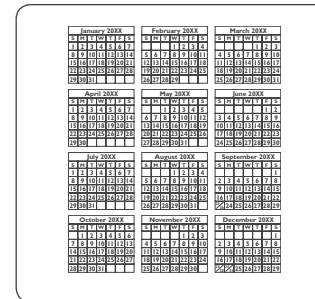 January 20XX
S M T W T F S
1 2 3 4 5 6 7
8 9 10 11 12 13 14
15 16 17 18 19 20 21
22 23 24 25 26 27 28
29 30 31
February 20XX
S M T W T F S
1 2 3 4
5 6 7 8 9 10 11
12 13 14 15 16 17 18
19 20 21 22 23 24 25
26 27 28 29
March 20XX
S M T W T F S
1 2 3
4 5 6 7 8 9 10
11 12 13 14 15 16 17
18 19 20 21 22 23 24
25 26 27 28 29 30 31
April 20XX
S M T W T F S
1 2 3 4 5 6 7
8 9 10 11 12 13 14
15 16 17 18 19 20 21
22 23 24 25 26 27 28
29 30
May 20XX
S M T W T F S
1 2 3 4 5
6 7 8 9 10 11 12
13 14 15 16 17 18 19
20 21 22 23 24 25 26
27 28 29 30 31
June 20XX
S M T W T F S
1 2
3 4 5 6 7 8 9
10 11 12 13 14 15 16
17 18 19 20 21 22 23
24 25 26 27 28 29 30
July 20XX
S M T W T F S
1 2 3 4 5 6 7
8 9 10 11 12 13 14
15 16 17 18 19 20 21
22 23 24 25 26 27 28
29 30 31
August 20XX
S M T W T F S
1 2 3 4
5 6 7 8 9 10 11
12 13 14 15 16 17 18
19 20 21 22 23 24 25
26 27 28 29 30 31
September 20XX
S M T W T F S
1
2 3 4 5 6 7 8
9 10 11 12 13 14 15
16 17 18 19 20 21 22
24 25 26 27 28 29
October 20XX
S M T W T F S
1 2 3 4 5 6
7 8 9 10 11 12 13
14 15 16 17 18 19 20
21 22 23 24 25 26 27
28 29 30 31
November 20XX
S M T W T F S
1 2 3
4 5 6 7 8 9 10
11 12 13 14 15 16 17
18 19 20 21 22 23 24
25 26 27 28 29 30
December 20XX
S M T W T F S
1
2 3 4 5 6 7 8
9 10 11 12 13 14 15
16 17 18 19 20 21 22
25 26 27 28 29